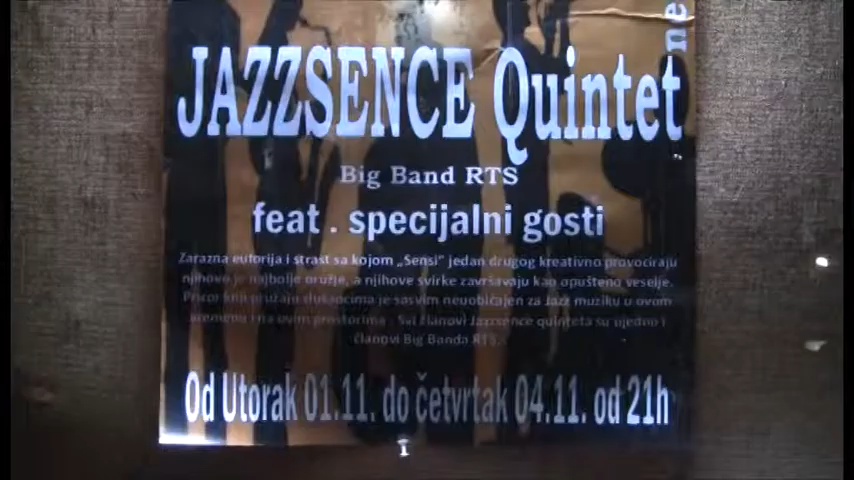 ne
JAZZSENCE Quintet
Big Band RTS
feat . specijalni gosti
Zarazna euforija i strast sa kojom „Sensi" jedan drugog kreativno provociraju
njihovo je najbolje oružje, a njihove svirke završavaju kao opušteno veselje.
Prizor koji pružaju slušaocima je sasvim neuobičajen za Jazz muziku u ovom
vremenu i na ovim prostorima . Svi članovi JazzSENCE Quinteta su ujedno i
članovi Big Banda RTS .
Od Utorak 01.11. do četvrtak 04.11. od 21h